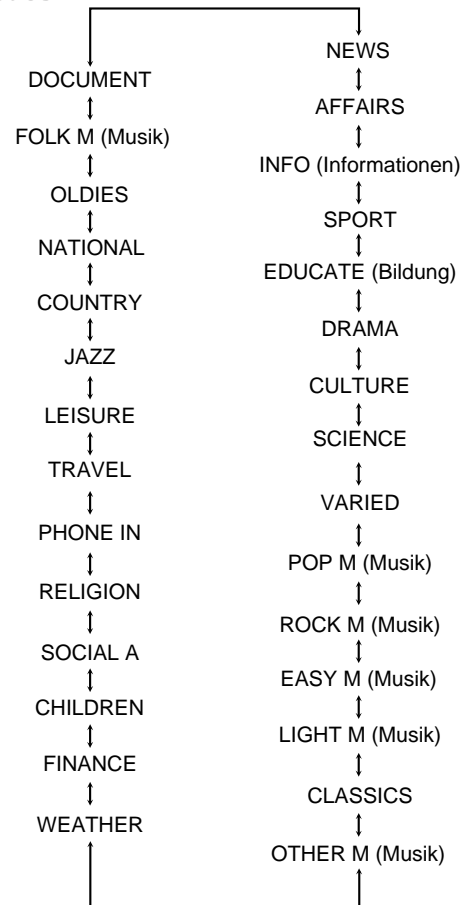 DOCUMENT
FOLK M (Musik)
OLDIES
NATIONAL
COUNTRY
JAZZ
LEISURE
TRAVEL
PHONE IN
RELIGION
SOCIAL A
CHILDREN
FINANCE
WEATHER
NEWS
AFFAIRS
INFO (Informationen)
SPORT
EDUCATE (Bildung)
DRAMA
CULTURE
SCIENCE
VARIED
POP M (Musik)
ROCK M (Musik)
EASY M (Musik)
LIGHT M (Musik)
CLASSICS
OTHER M (Musik)